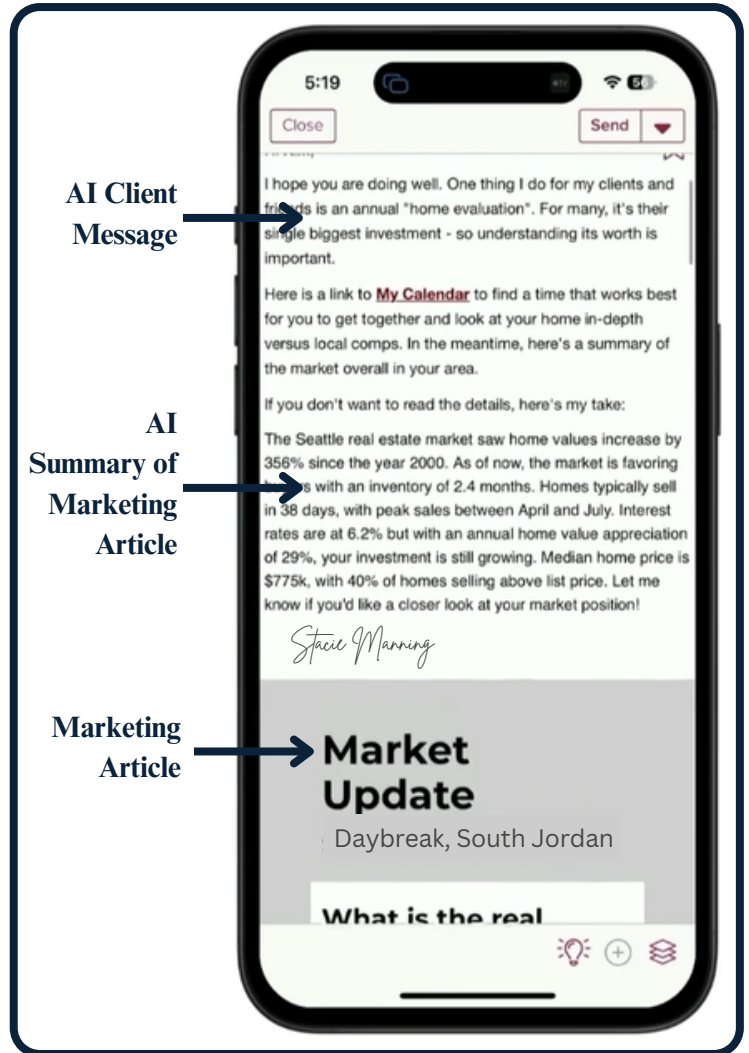 5:19
56
Close
Send
AI Client
Message
I hope you are doing well. One thing I do for my clients and
friends is an annual "home evaluation". For many, it's their
single biggest investment - so understanding its worth is
important.
Here is a link to My Calendar to find a time that works best
for you to get together and look at your home in-depth
versus local comps. In the meantime, here's a summary of
the market overall in your area.
If you don't want to read the details, here's my take:
AI
Summary of
Marketing
Article
The Seattle real estate market saw home values increase by
356% since the year 2000. As of now, the market is favoring
with an inventory of 2.4 months. Homes typically sell
in 38 days, with peak sales between April and July. Interest
rates are at 6.2% but with an annual home value appreciation
of 29%, your investment is still growing. Median home price is
$775k, with 40% of homes selling above list price. Let me
know if you'd like a closer look at your market position!
Stacie Manning
Marketing
Article
Market
Update
Daybreak, South Jordan
What is the real